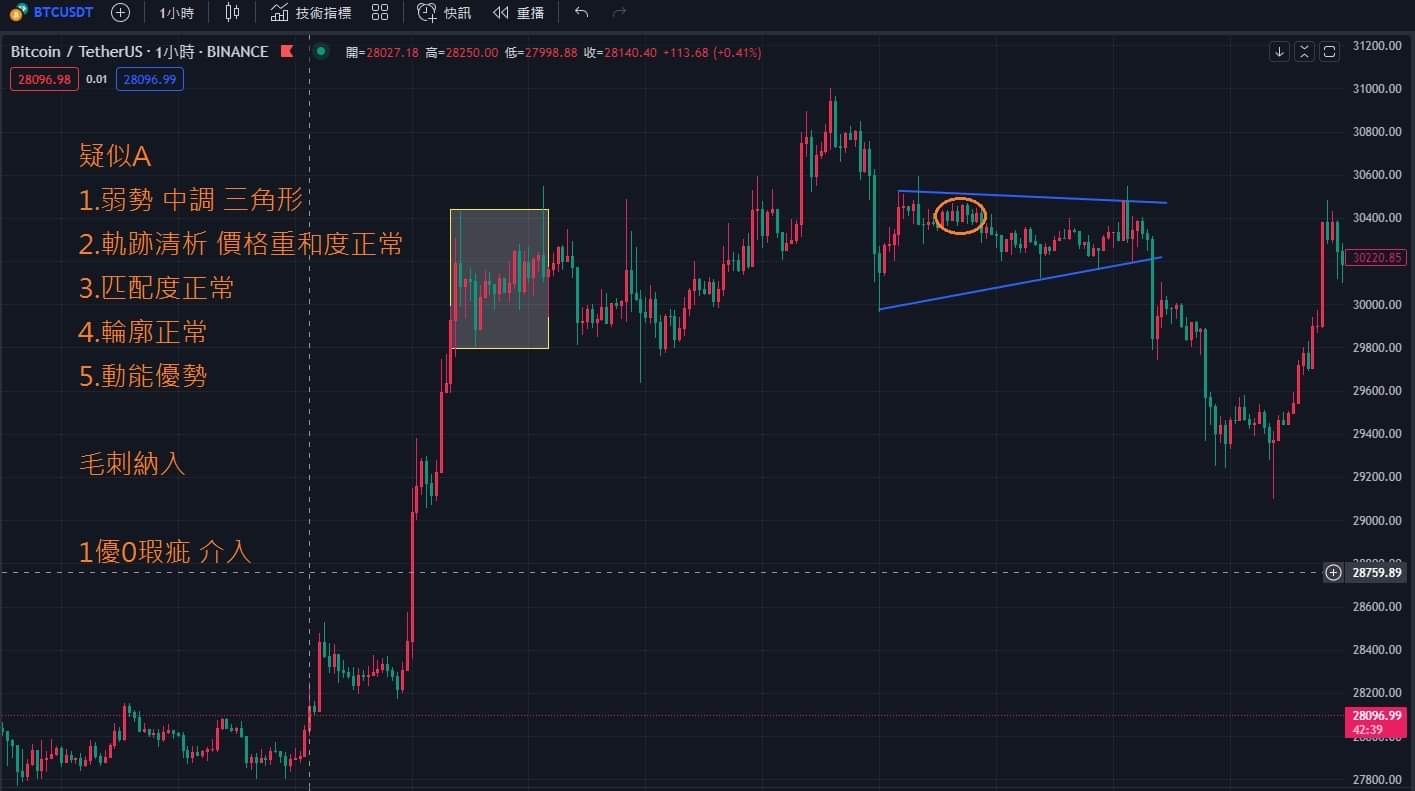 BTCUSDT 1小時 技術指標 快訊 重播
Bitcoin / TetherUS · 1小時 · BINANCE 開=28027.18 高=28250.00 低=27998.88 收=28140.40 +113.68 (+0.41%)
28096.98 0.01 28096.99
疑似A
1.弱勢 中調 三角形
2.軌跡清析 價格重和度正常
3.匹配度正常
4.輪廓正常
5.動能優勢
毛刺納入
1優0瑕疵 介入
31200.00
31000.00
30800.00
30600.00
30400.00
30220.85
30000.00
29800.00
29600.00
29400.00
29200.00
29000.00
28759.89
28600.00
28400.00
28200.00
28096.99
42:39
27800.00